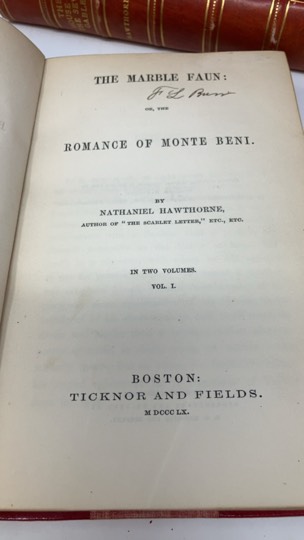 THE MARBLE FAUN:
OR, THE
ROMANCE OF MONTE BENI.
BY
NATHANIEL HAWTHORNE,
AUTHOR OF "THE SCARLET LETTER," ETC., ETC.
IN TWO VOLUMES.
VOL. I.
BOSTON:
TICKNOR AND FIELDS.
M DCCC LX.